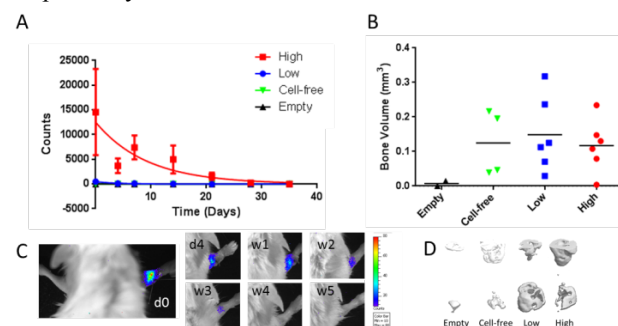 A
25000
20000
15000
10000
5000
0
-5000
Counts
0 10 20 30 40
Time (Days)
High
Low
Cell-free
Empty
B
0.4
0.3
0.2
0.1
0.0
Bone Volume (mm³)
Empty
Cell-free
Low
High
C
d0
d4
w1
w2
w3
w4
w5
D
Empty Cell-free Low High